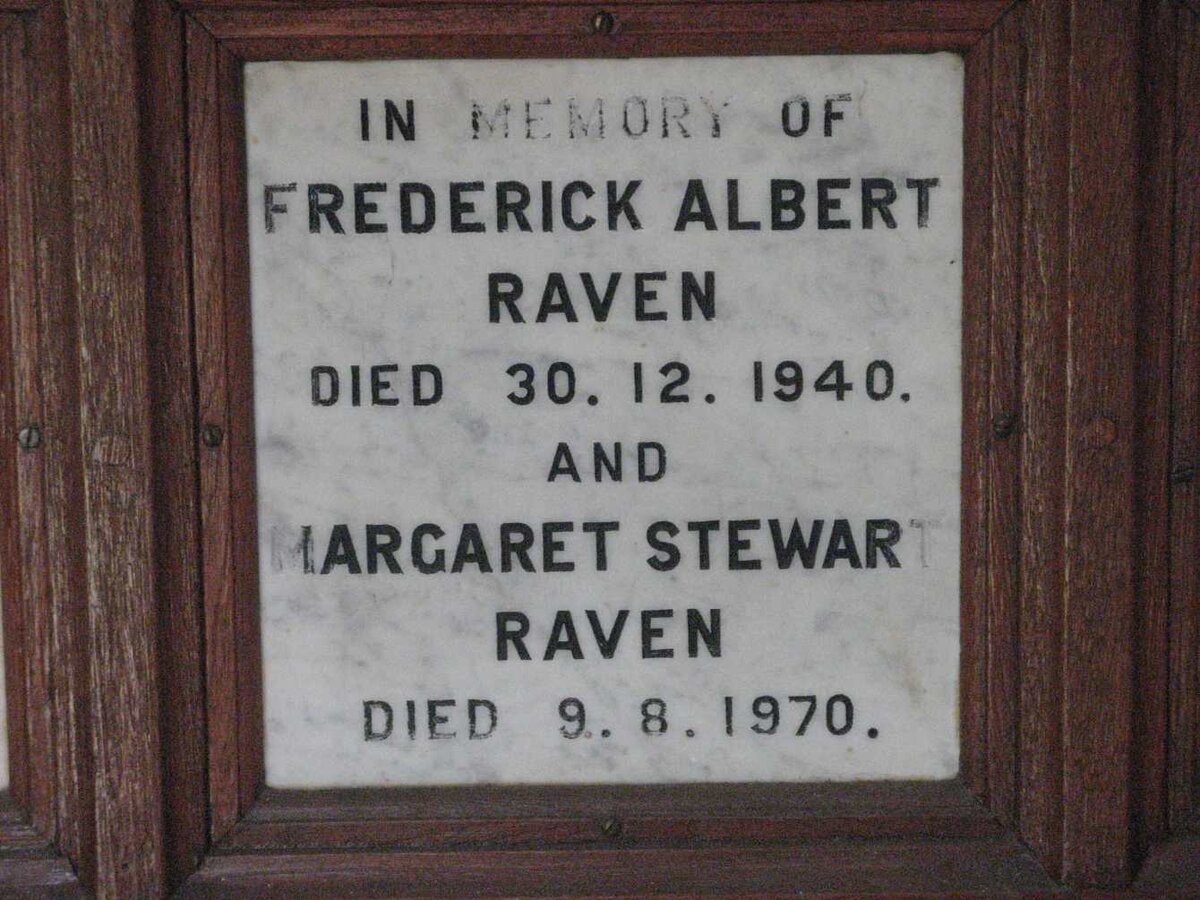 IN MEMORY OF
FREDERICK ALBERT
RAVEN
DIED 30. 12. 1940.
AND
MARGARET STEWART
RAVEN
DIED 9. 8. 1970.